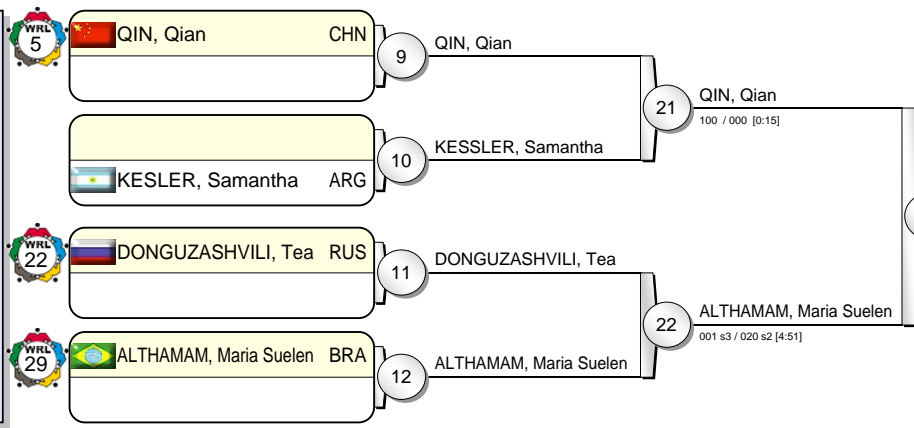 WRL
5
QIN, Qian CHN
9
QIN, Qian
21
QIN, Qian
100 / 000 [0:15]
KESLER, Samantha ARG
10
KESSLER, Samantha
WRL
22
DONGUZASHVILI, Tea RUS
11
DONGUZASHVILI, Tea
22
ALTHAMAM, Maria Suelen
001 s3 / 020 s2 [4:51]
WRL
29
ALTHAMAM, Maria Suelen BRA
12
ALTHAMAM, Maria Suelen